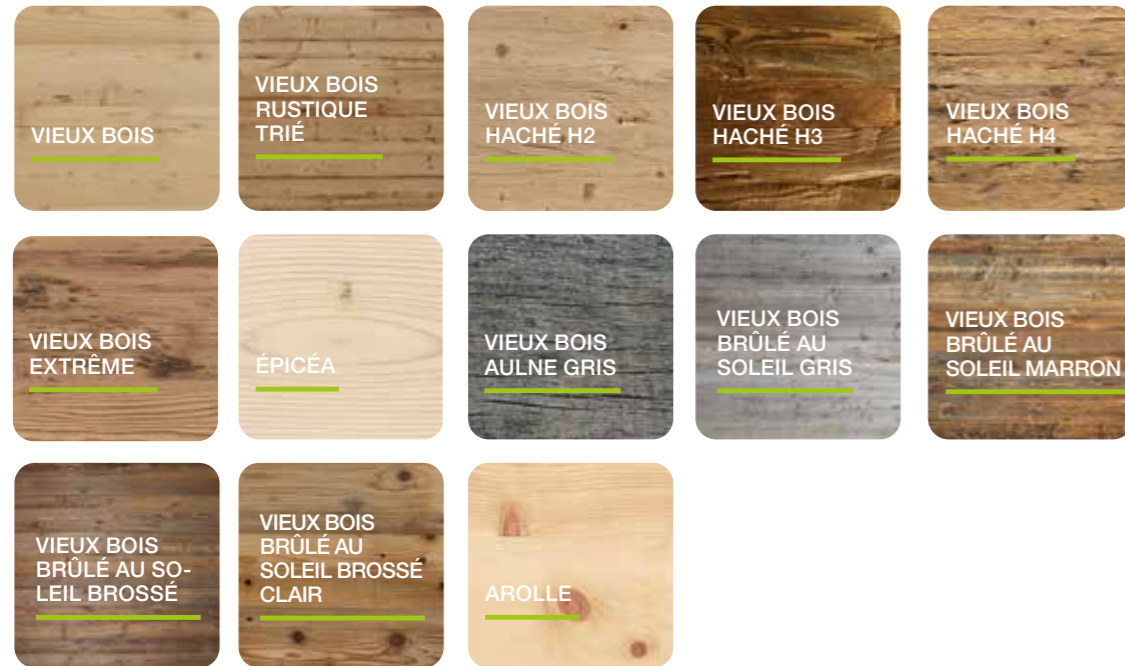 VIEUX BOIS
VIEUX BOIS
RUSTIQUE
TRIÉ
VIEUX BOIS
HACHÉ H2
VIEUX BOIS
HACHÉ H3
VIEUX BOIS
HACHÉ H4
VIEUX BOIS
EXTRÊME
ÉPICÉA
VIEUX BOIS
AULNE GRIS
VIEUX BOIS
BRÛLÉ AU
SOLEIL GRIS
VIEUX BOIS
BRÛLÉ AU
SOLEIL MARRON
VIEUX BOIS
BRÛLÉ AU SO-
LEIL BROSSÉ
VIEUX BOIS
BRÛLÉ AU
SOLEIL BROSSÉ
CLAIR
AROLLE